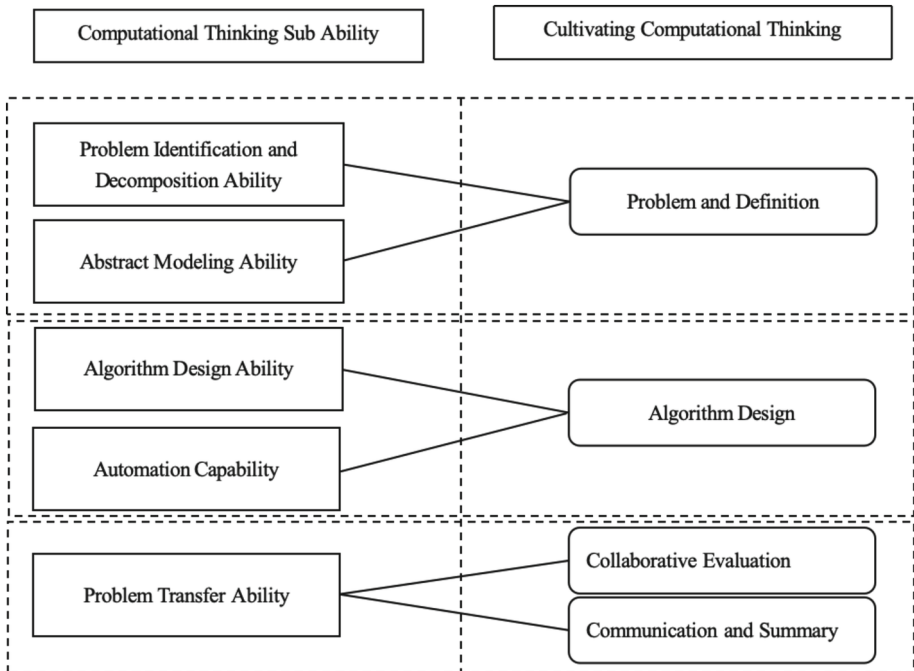 Computational Thinking Sub Ability
Cultivating Computational Thinking
Problem Identification and
Decomposition Ability
Problem and Definition
Abstract Modeling Ability
Algorithm Design Ability
Algorithm Design
Automation Capability
Collaborative Evaluation
Problem Transfer Ability
Communication and Summary